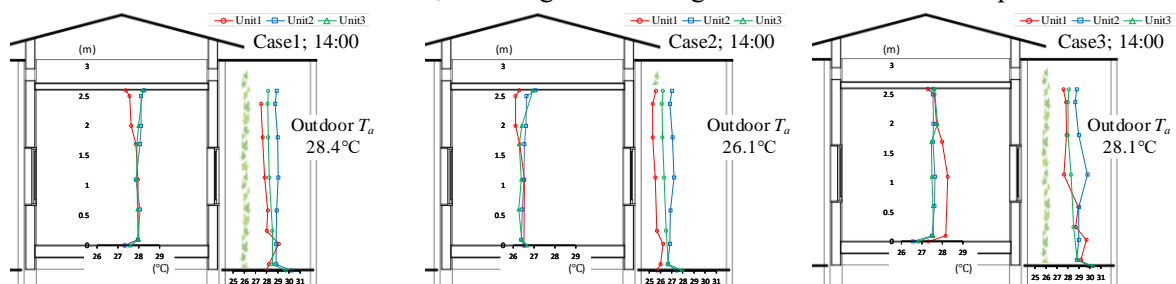 Unit1 Unit2 Unit3
Case1; 14:00
(m)
3
2.5
2
1.5
1
0.5
0
26 27 28 29
(°C)
Outdoor Ta
28.4°C
25 26 27 28 29 30 31
Unit1 Unit2 Unit3
Case2; 14:00
(m)
3
2.5
2
1.5
1
0.5
0
26 27 28 29
(°C)
Outdoor Ta
26.1°C
25 26 27 28 29 30 31
Unit1 Unit2 Unit3
Case3; 14:00
(m)
3
2.5
2
1.5
1
0.5
0
26 27 28 29
(°C)
Outdoor Ta
28.1°C
25 26 27 28 29 30 31